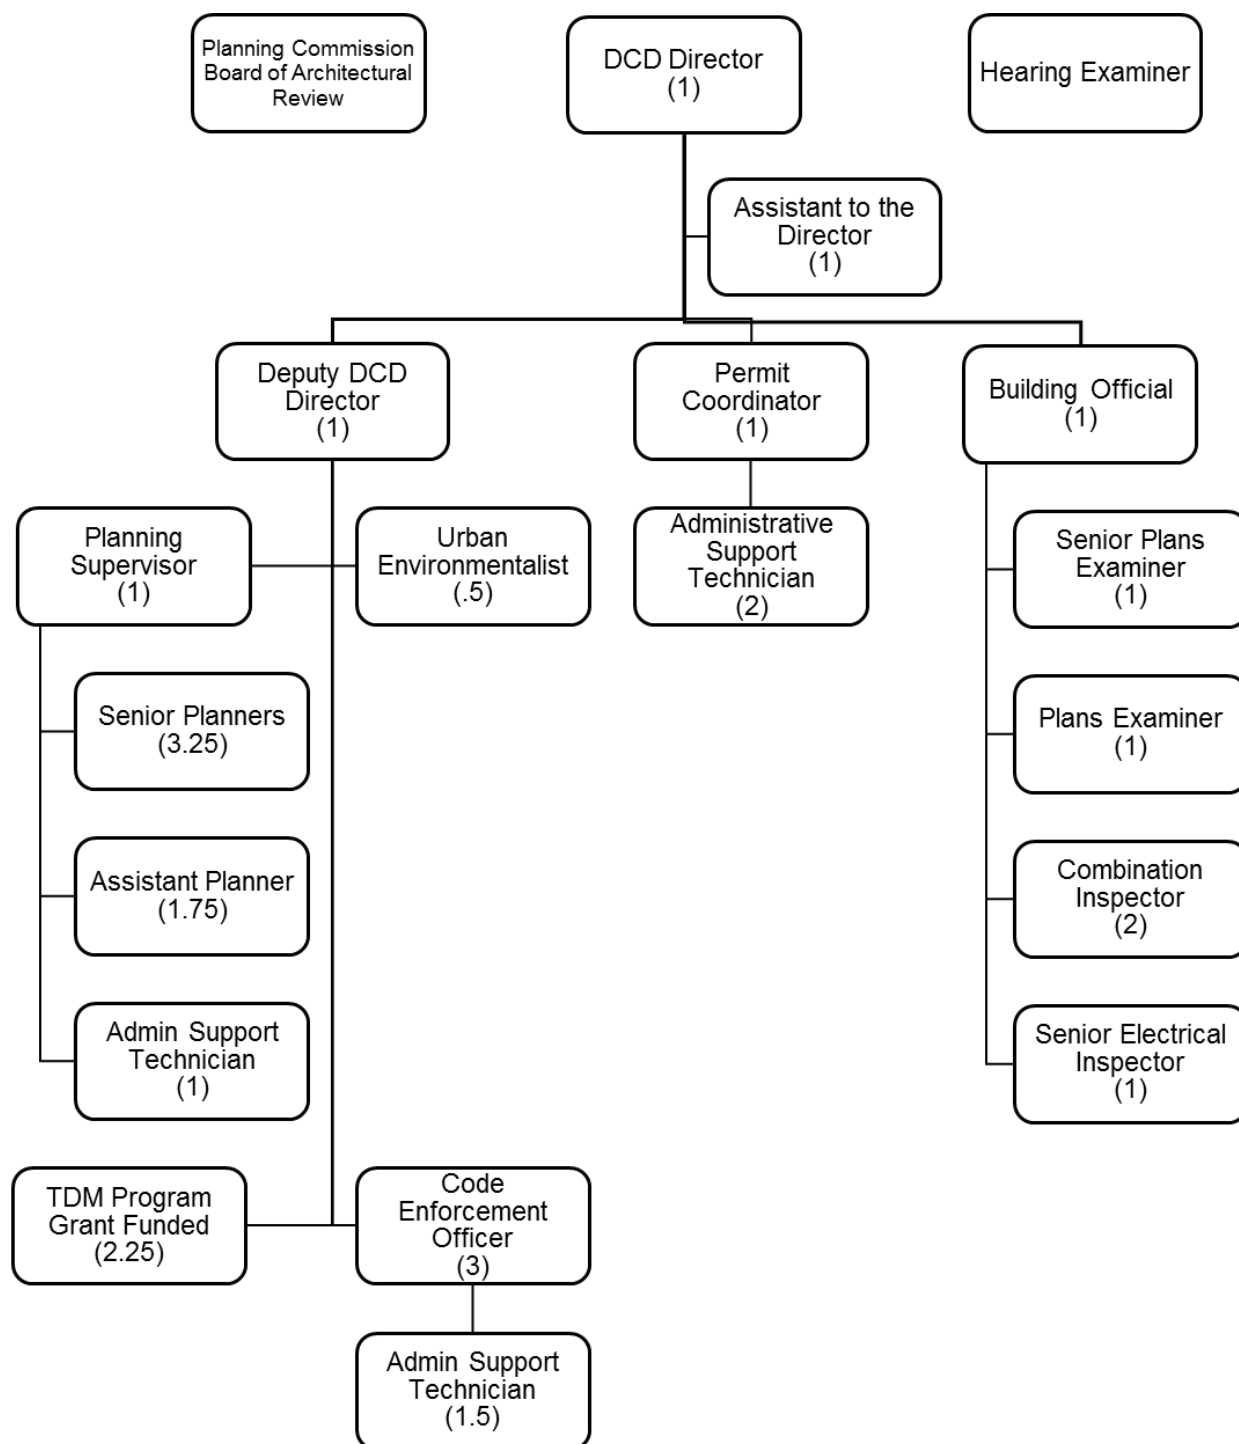 Planning Commission
Board of Architectural
Review
DCD Director
(1)
Hearing Examiner
Assistant to the
Director
(1)
Deputy DCD
Director
(1)
Permit
Coordinator
(1)
Building Official
(1)
Planning
Supervisor
(1)
Urban
Environmentalist
(.5)
Administrative
Support
Technician
(2)
Senior Plans
Examiner
(1)
Senior Planners
(3.25)
Plans Examiner
(1)
Assistant Planner
(1.75)
Combination
Inspector
(2)
Admin Support
Technician
(1)
Senior Electrical
Inspector
(1)
TDM Program
Grant Funded
(2.25)
Code
Enforcement
Officer
(3)
Admin Support
Technician
(1.5)